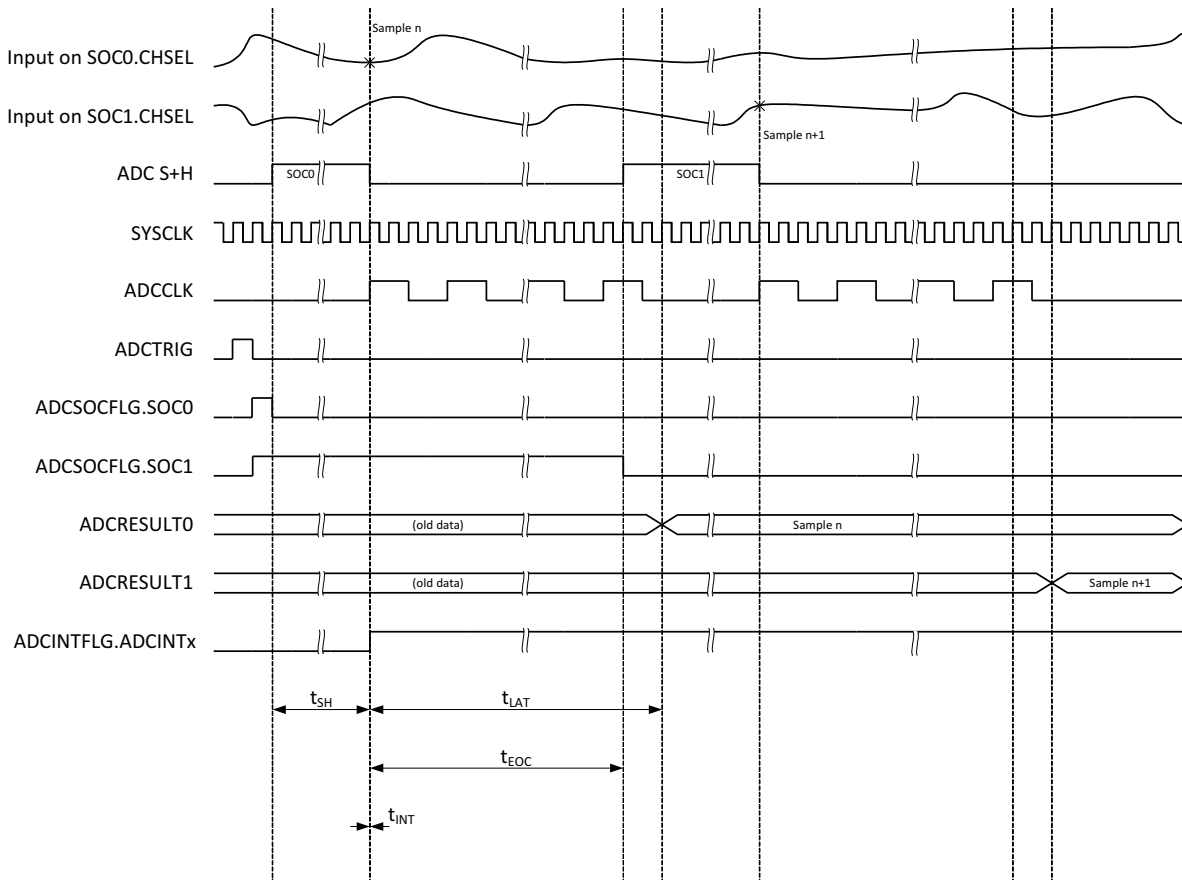 Sample n
Input on SOC0.CHSEL
Input on SOC1.CHSEL
Sample n+1
ADC S+H
SOC0
SOC1
SYSCLK
ADCCLK
ADCTRIG
ADCSOCFLG.SOC0
ADCSOCFLG.SOC1
ADCRESULT0
(old data)
Sample n
ADCRESULT1
(old data)
Sample n+1
ADCINTFLG.ADCINTx
tSH
tLAT
tEOC
tINT